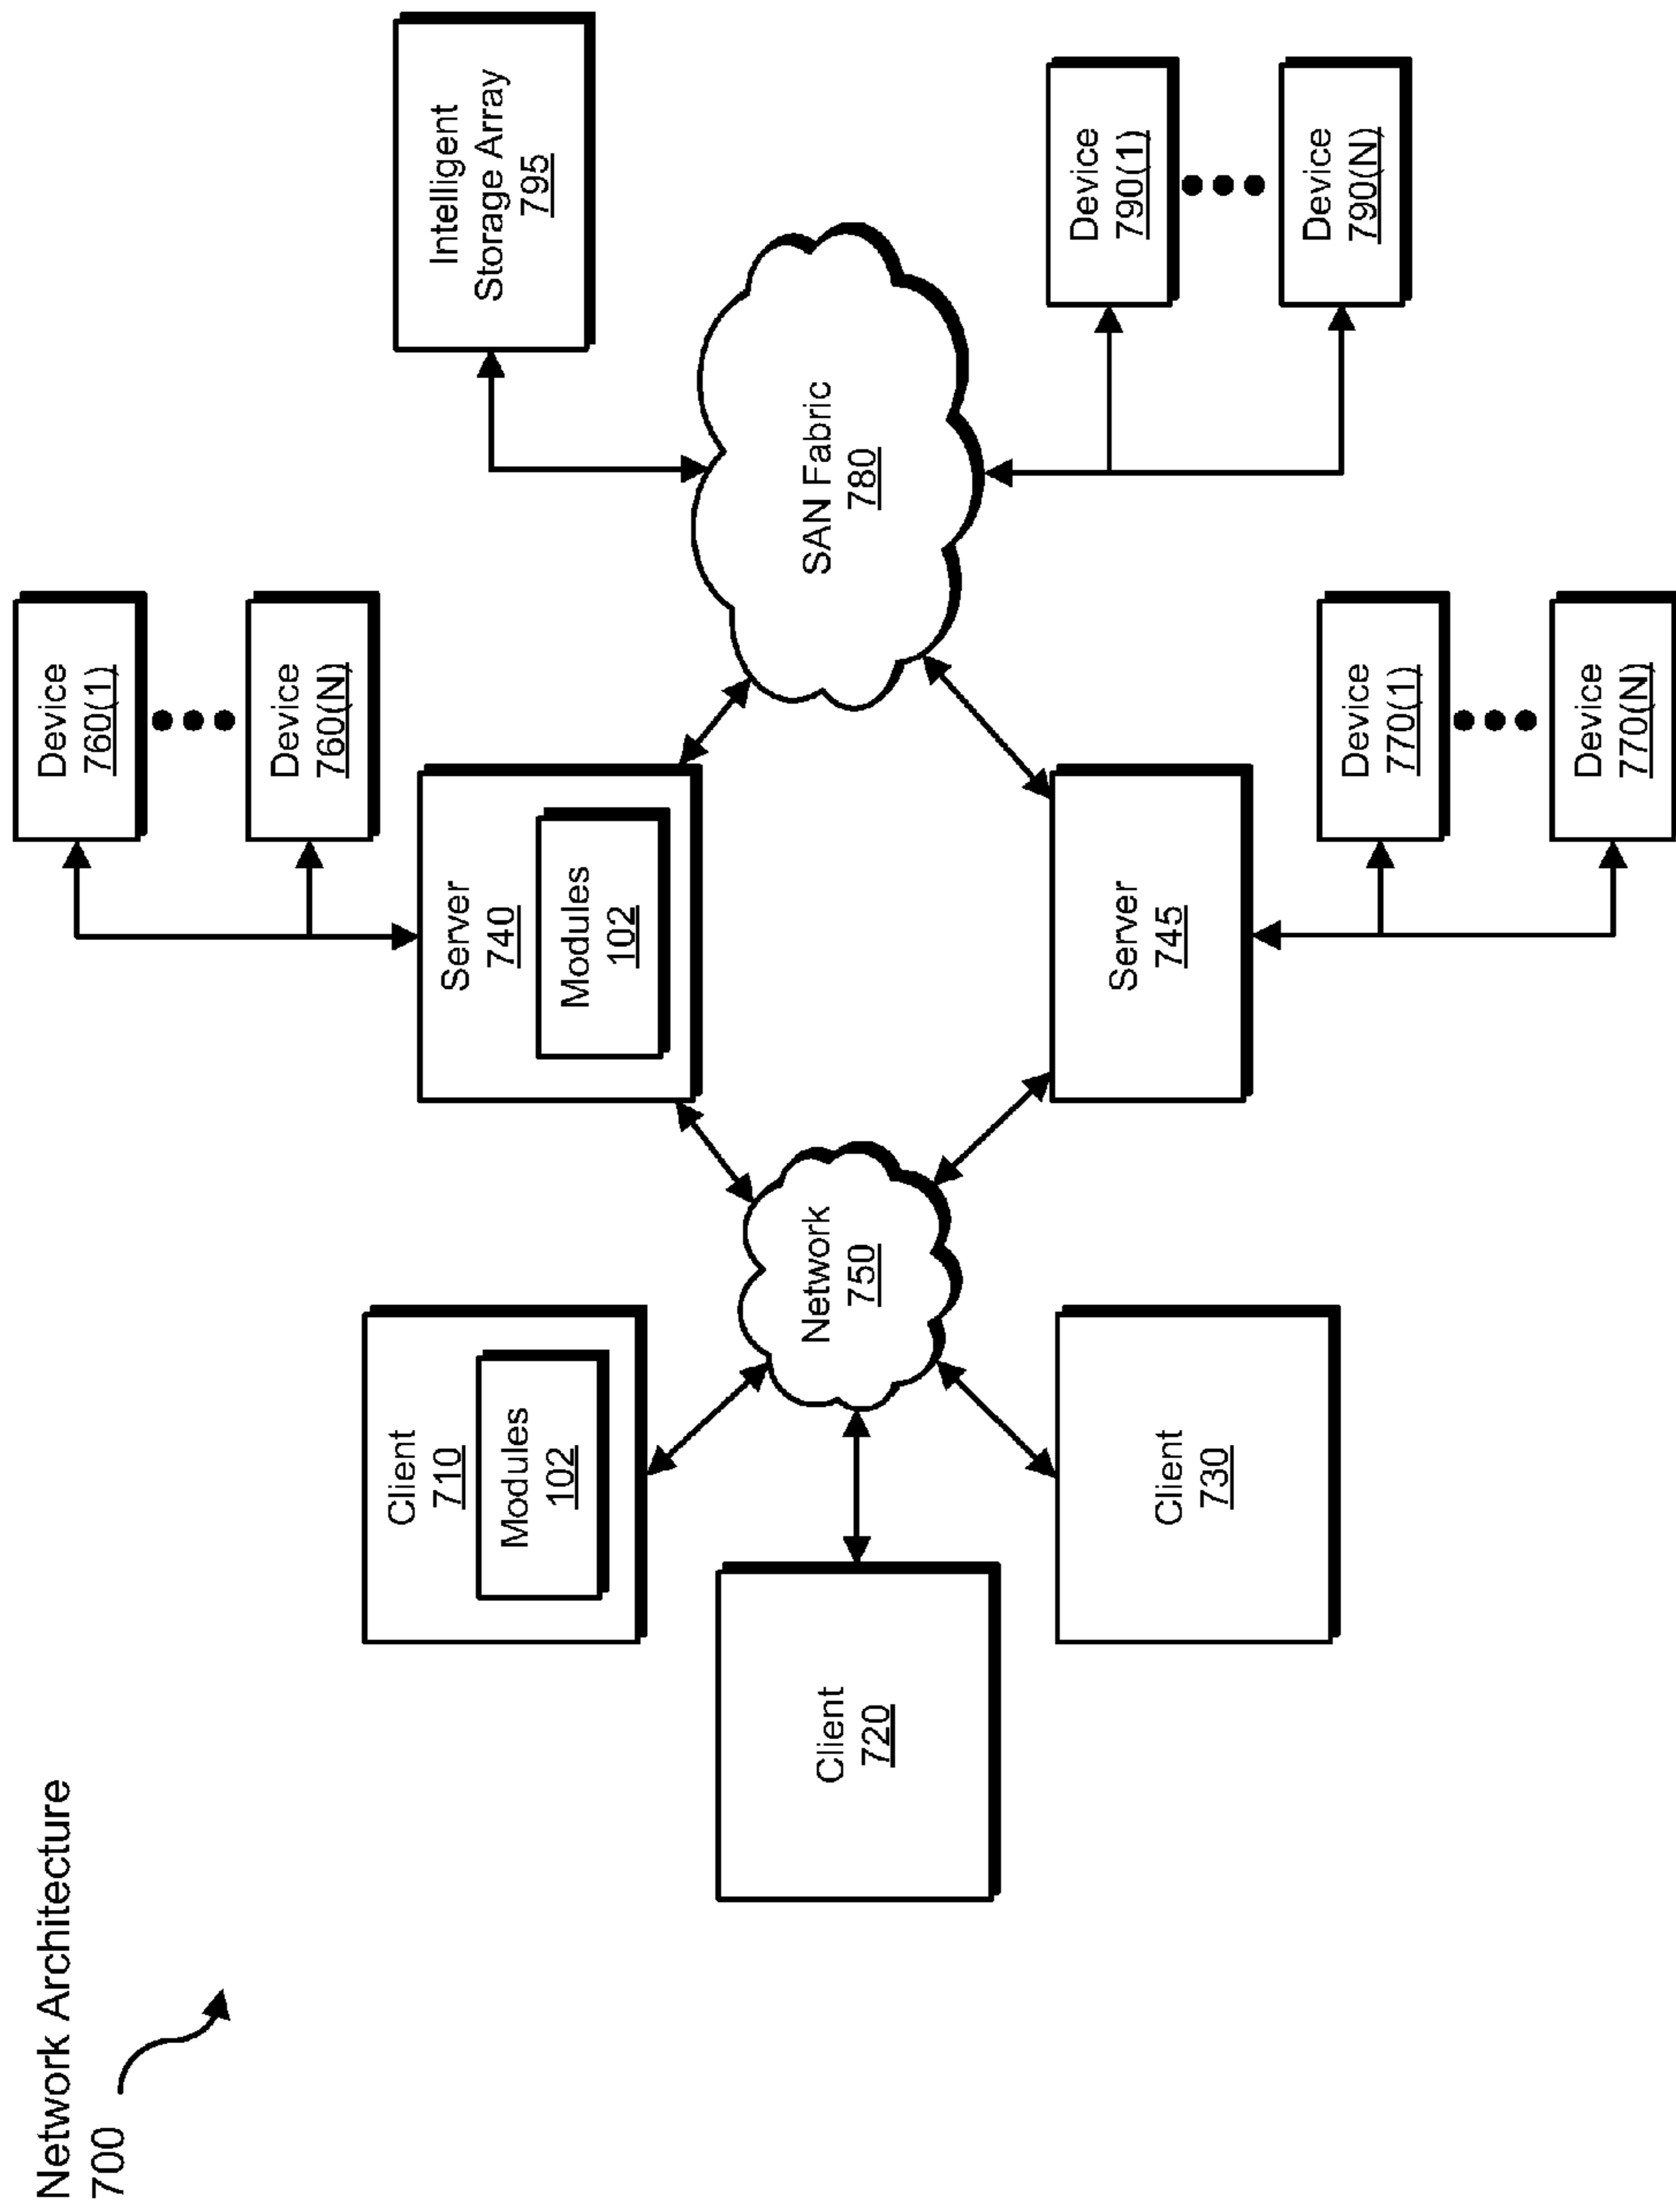 Network Architecture
700
Client
710
Modules
102
Client
720
Client
730
Network
750
Server
740
Modules
102
Server
745
Device
760(1)
Device
760(N)
Device
770(1)
Device
770(N)
SAN Fabric
780
Intelligent
Storage Array
795
Device
790(1)
Device
790(N)